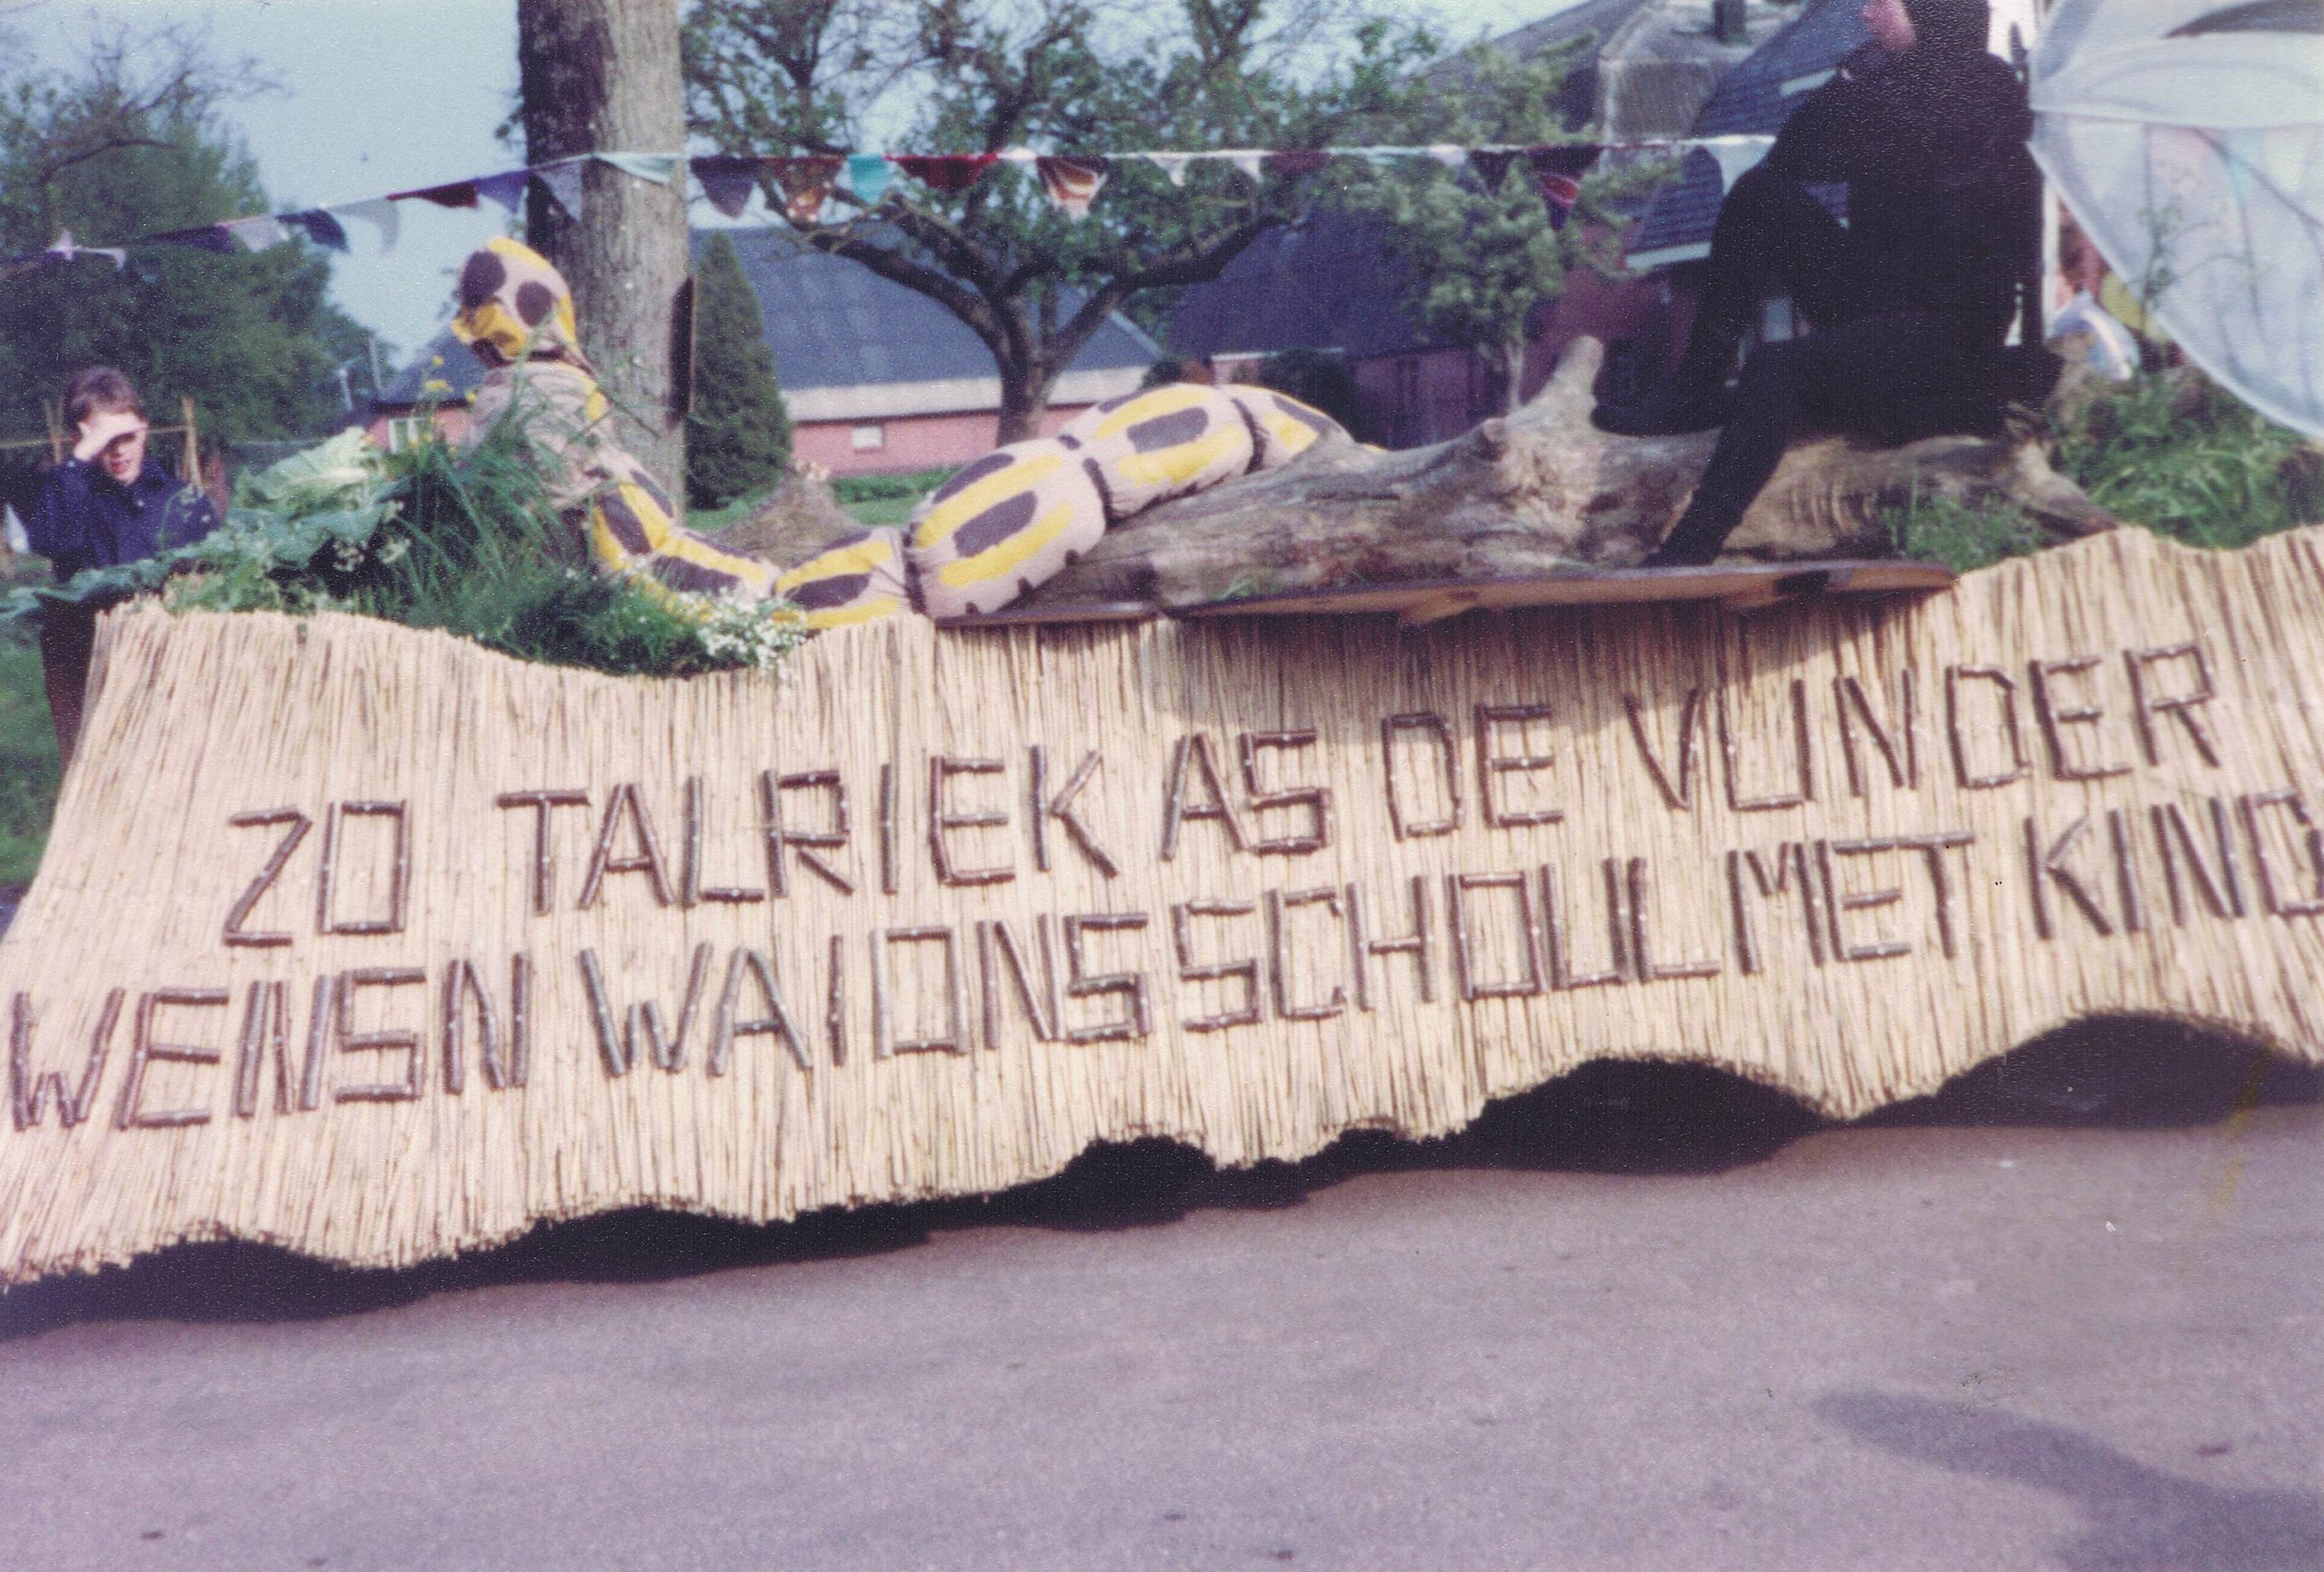 ZO TALRIEK AS DE VLINDER
WENSN WAI ONS SCHOUL MET KIND